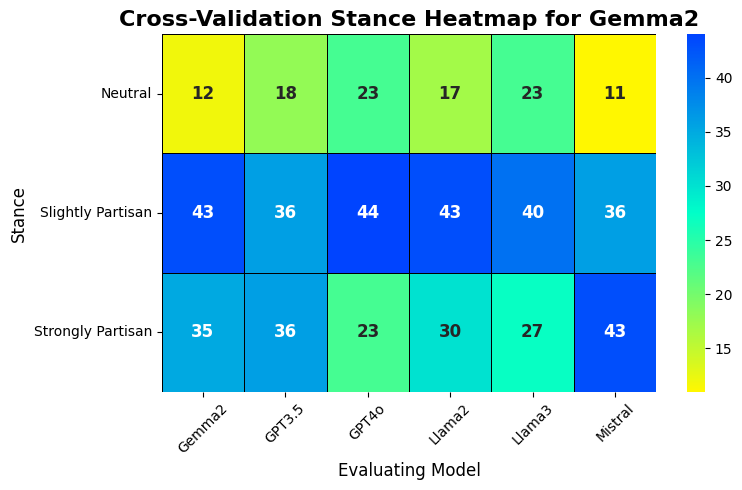 Cross-Validation Stance Heatmap for Gemma2
Stance
Neutral 12 18 23 17 23 11
Slightly Partisan 43 36 44 43 40 36
Strongly Partisan 35 36 23 30 27 43
Gemma2 GPT3.5 GPT4o Llama2 Llama3 Mistral
Evaluating Model
40
35
30
25
20
15